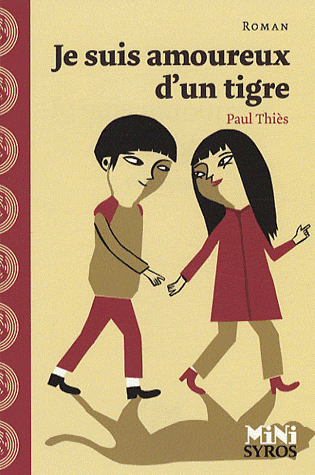 ROMAN
Je suis amoureux
d'un tigre
Paul Thiès
MiNi
SYROS